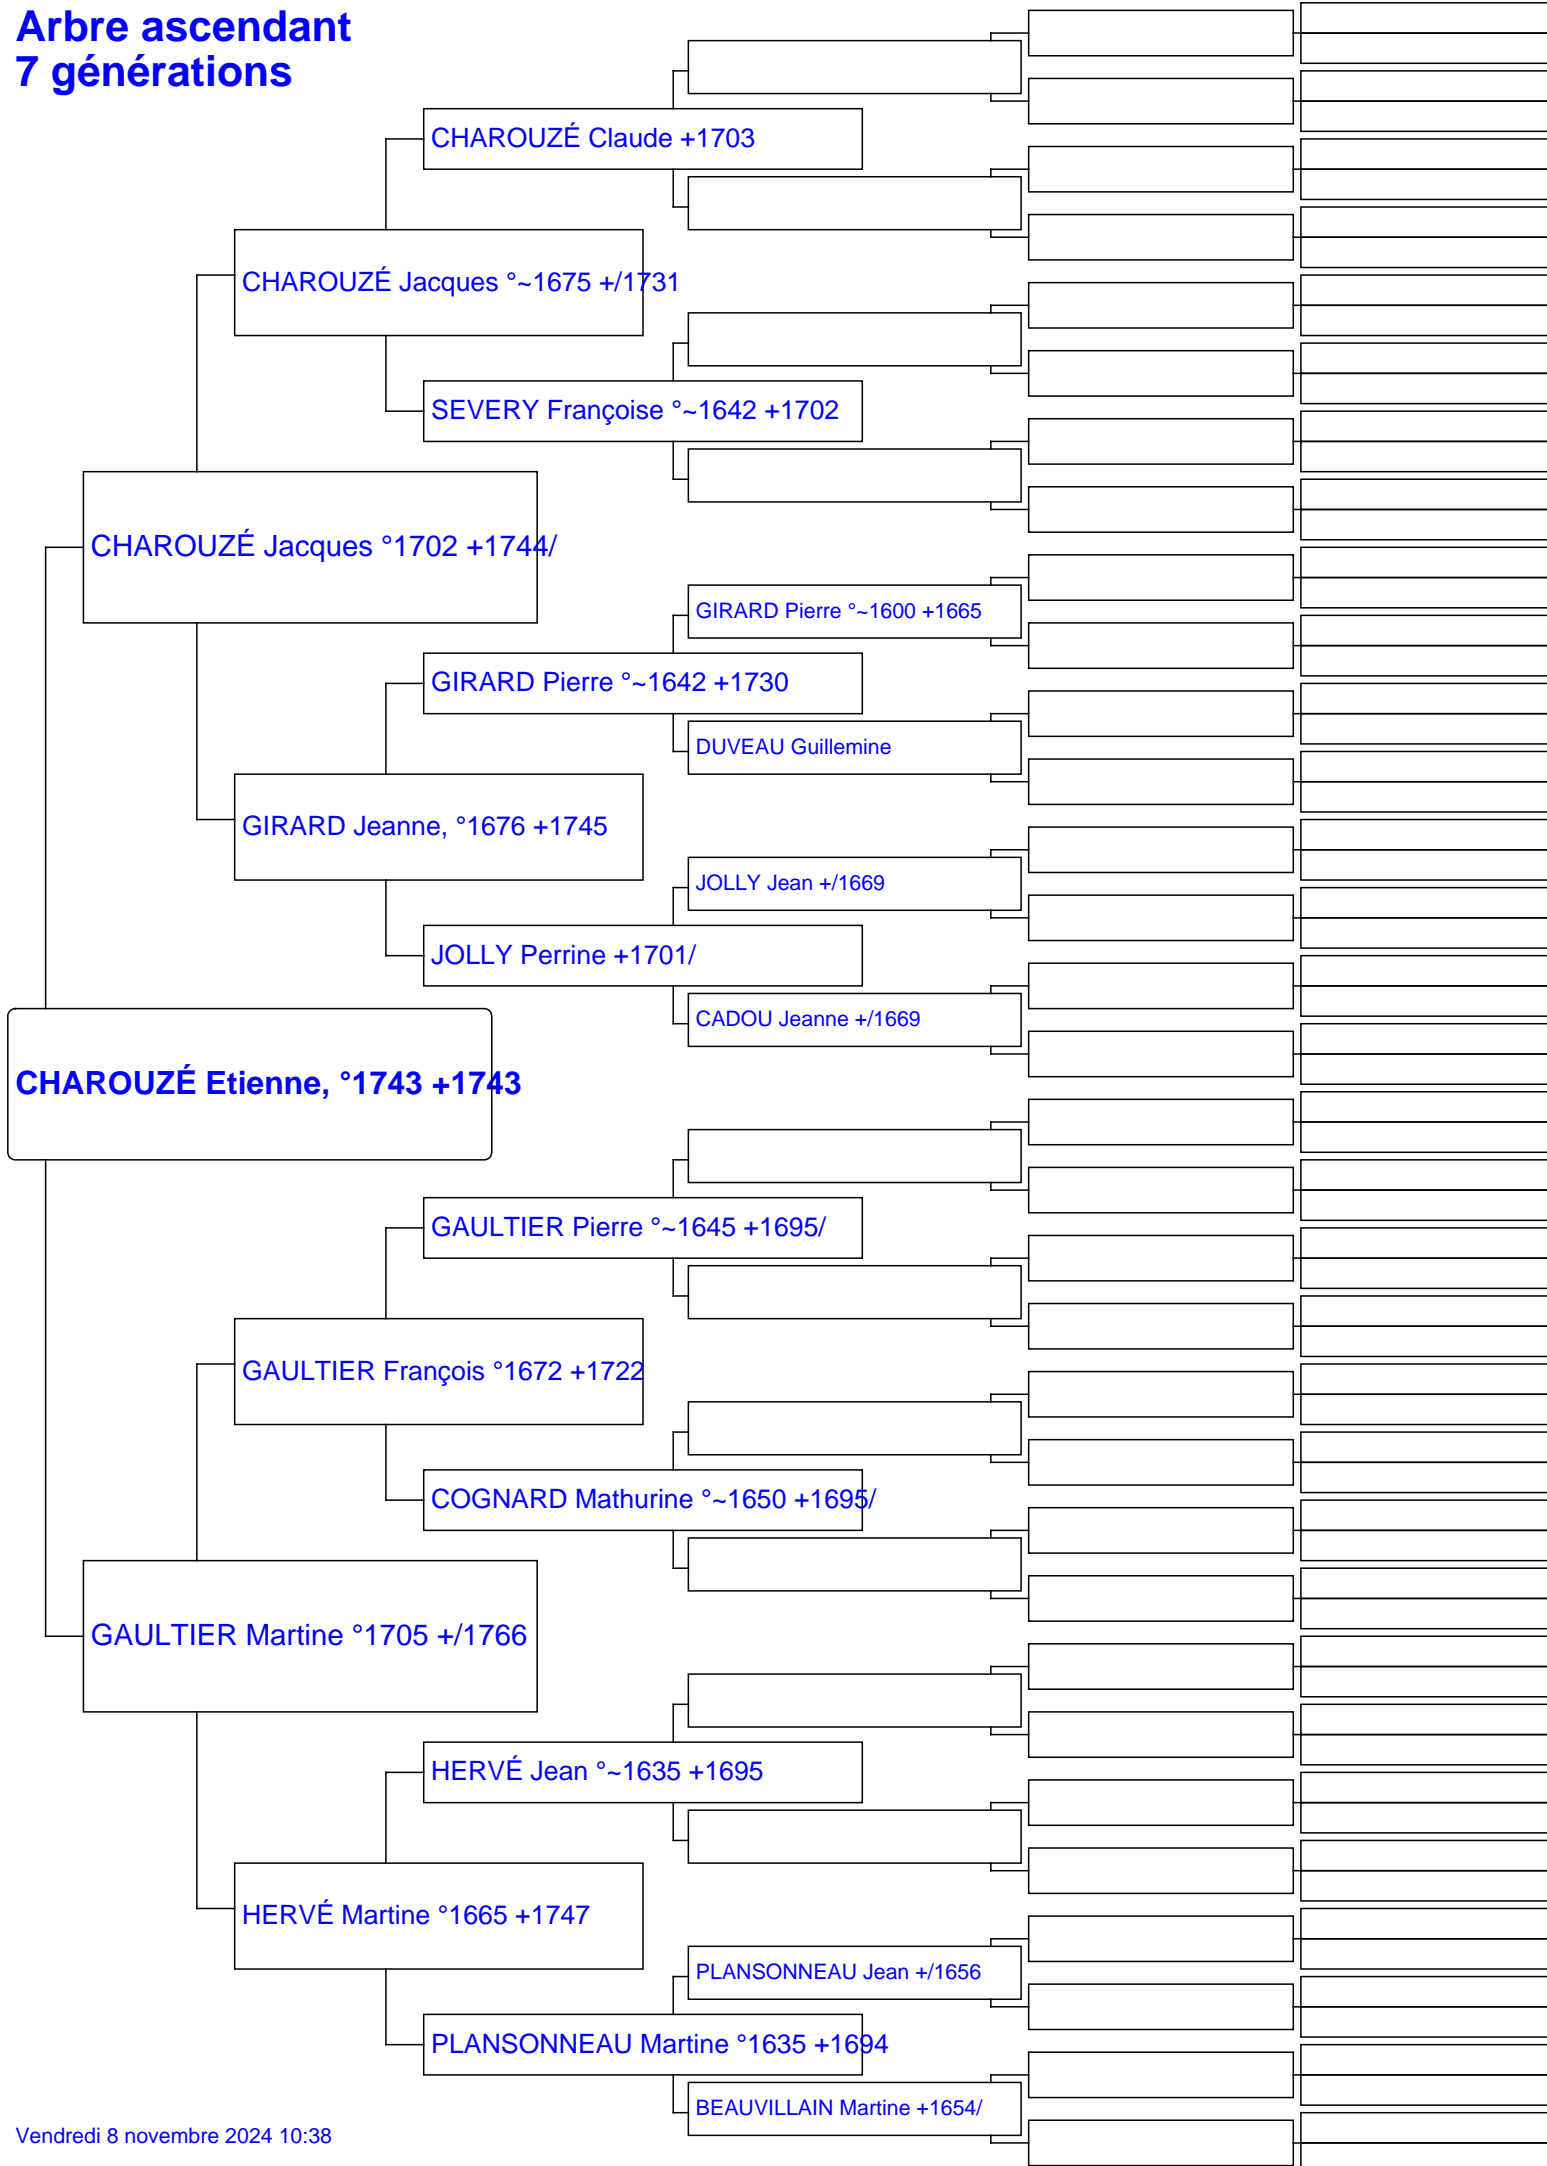 Arbre ascendant
7 générations
CHAROUZÉ Claude +1703
CHAROUZÉ Jacques °~1675 +/1731
SEVERY Françoise °~1642 +1702
CHAROUZÉ Jacques °1702 +1744/
GIRARD Pierre °~1600 +1665
GIRARD Pierre °~1642 +1730
DUVEAU Guillemine
GIRARD Jeanne, °1676 +1745
JOLLY Jean +/1669
JOLLY Perrine +1701/
CADOU Jeanne +/1669
CHAROUZÉ Etienne, °1743 +1743
GAULTIER Pierre °~1645 +1695/
GAULTIER François °1672 +1722
COGNARD Mathurine °~1650 +1695/
GAULTIER Martine °1705 +/1766
HERVÉ Jean °~1635 +1695
HERVÉ Martine °1665 +1747
PLANSONNEAU Jean +/1656
PLANSONNEAU Martine °1635 +1694
BEAUVILLAIN Martine +1654/
Vendredi 8 novembre 2024 10:38